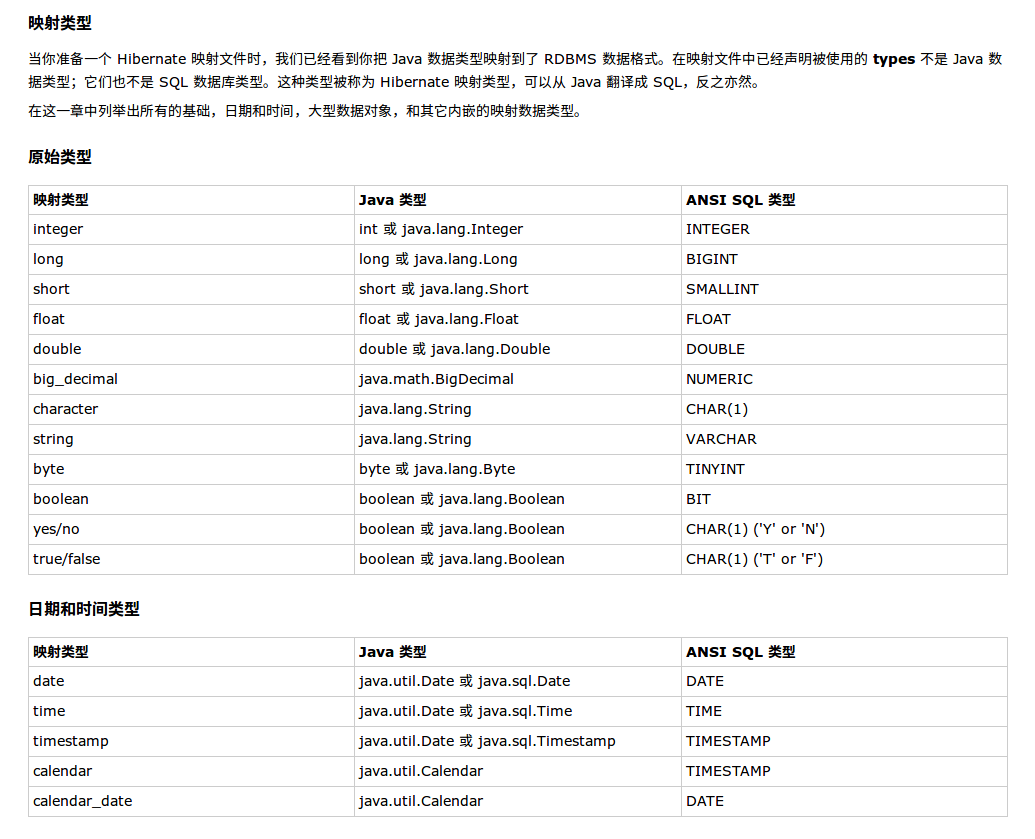 映射类型
当你准备一个 Hibernate 映射文件时，我们已经看到你把 Java 数据类型映射到了 RDBMS 数据格式。在映射文件中已经声明被使用的 types 不是 Java 数
据类型；它们也不是 SQL 数据库类型。这种类型被称为 Hibernate 映射类型，可以从 Java 翻译成 SQL，反之亦然。
在这一章中列举出所有的基础，日期和时间，大型数据对象，和其它内嵌的映射数据类型。
原始类型
映射类型 Java 类型 ANSI SQL 类型
integer int 或 java.lang.Integer INTEGER
long long 或 java.lang.Long BIGINT
short short 或 java.lang.Short SMALLINT
float float 或 java.lang.Float FLOAT
double double 或 java.lang.Double DOUBLE
big_decimal java.math.BigDecimal NUMERIC
character java.lang.String CHAR(1)
string java.lang.String VARCHAR
byte byte 或 java.lang.Byte TINYINT
boolean boolean 或 java.lang.Boolean BIT
yes/no boolean 或 java.lang.Boolean CHAR(1) ('Y' or 'N')
true/false boolean 或 java.lang.Boolean CHAR(1) ('T' or 'F')
日期和时间类型
映射类型 Java 类型 ANSI SQL 类型
date java.util.Date 或 java.sql.Date DATE
time java.util.Date 或 java.sql.Time TIME
timestamp java.util.Date 或 java.sql.Timestamp TIMESTAMP
calendar java.util.Calendar TIMESTAMP
calendar_date java.util.Calendar DATE